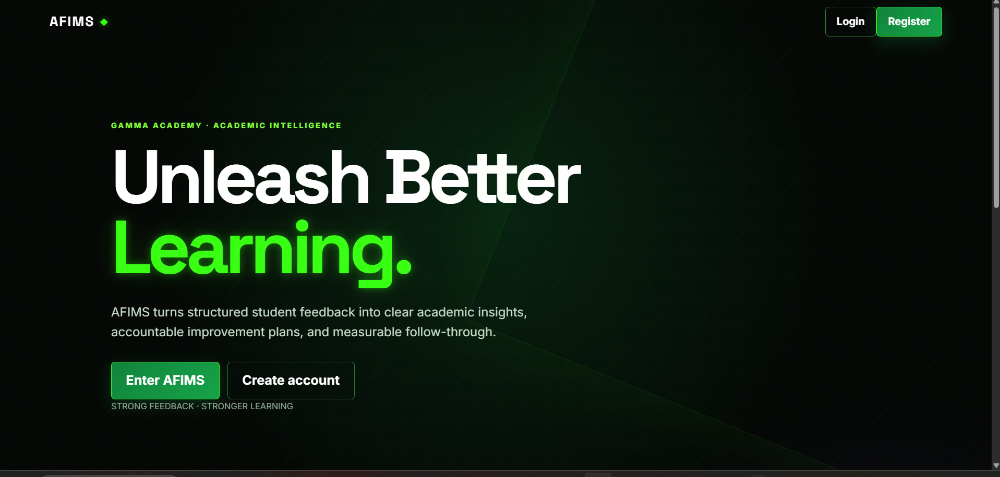 AFIMS
Login
Register
GAMMA ACADEMY · ACADEMIC INTELLIGENCE
Unleash Better
Learning.
AFIMS turns structured student feedback into clear academic insights,
accountable improvement plans, and measurable follow-through.
Enter AFIMS
Create account
STRONG FEEDBACK · STRONGER LEARNING